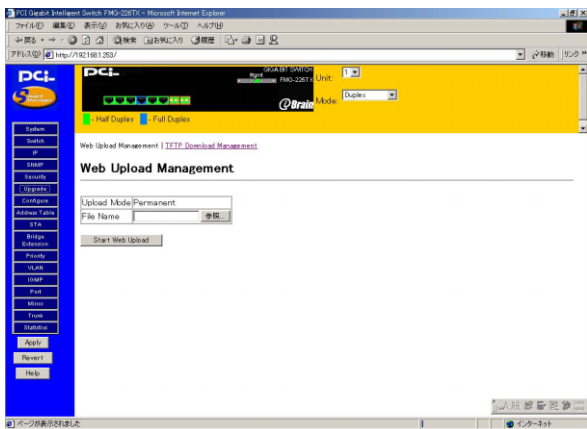 PCI Gigabit Intelligent Switch FMG-226TX - Microsoft Internet Explorer
ファイル(F) 編集(E) 表示(V) お気に入り(A) ツール(T) ヘルプ(H)
戻る 検索 お気に入り 履歴
アドレス(D) http://192.168.1.253/ 移動 リンク
PCi
PCi
Mgnt
GIGABIT SWITCH
FMG-226TX
@Brain
Unit: 1
Mode: Duplex
- Half Duplex - Full Duplex
System
Switch
IP
SNMP
Security
Upgrade
Configure
Address Table
STA
Bridge Extension
Priority
VLAN
IGMP
Port
Mirror
Trunk
Statistics
Apply
Revert
Help
Web Upload Management | TFTP Download Management
Web Upload Management
Upload Mode Permanent
File Name 参照...
Start Web Upload
ページが表示されました
インターネット